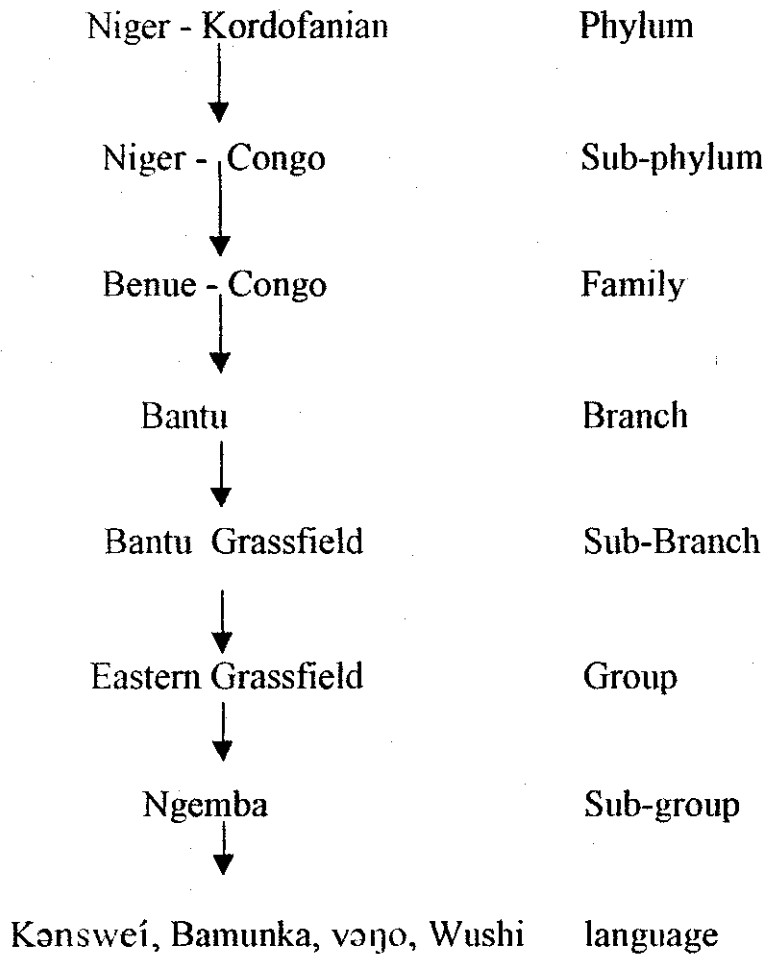 Niger - Kordofanian Phylum
Niger - Congo Sub-phylum
Benue - Congo Family
Bantu Branch
Bantu Grassfield Sub-Branch
Eastern Grassfield Group
Ngemba Sub-group
Kənsweí, Bamunka, vəŋo, Wushi language